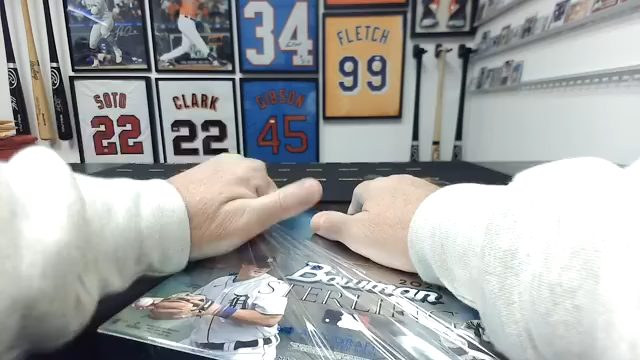 34
FLETCH
99
SOTO
22
CLARK
22
GIBSON
45
Bowman
STERLING